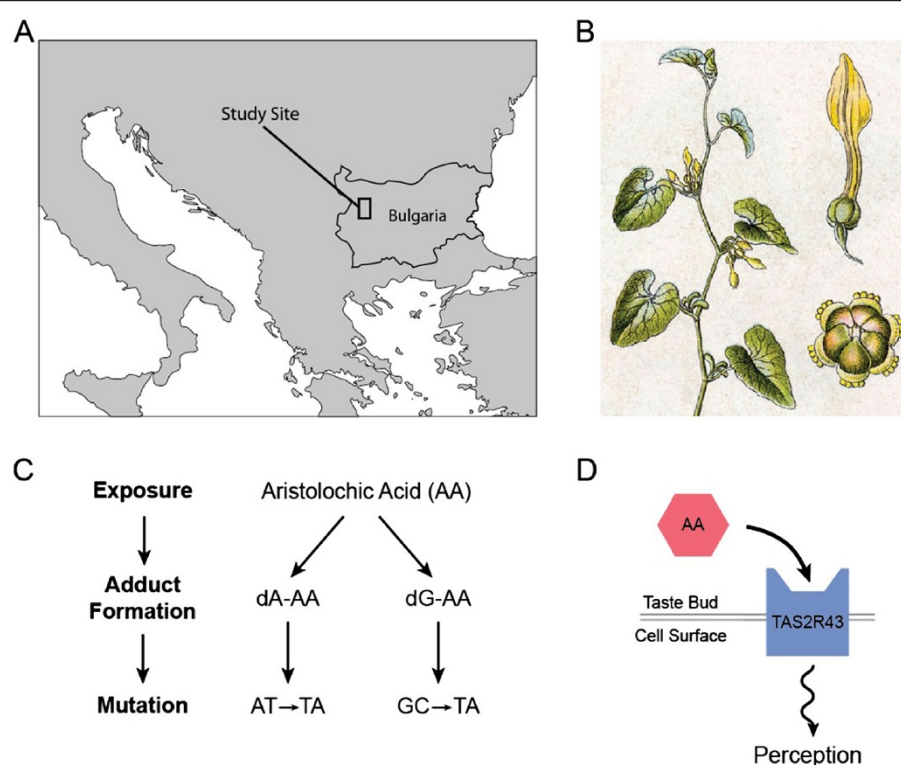 A
Study Site
Bulgaria
B
C
Exposure
Aristolochic Acid (AA)
Adduct
Formation
dA-AA
dG-AA
Mutation
AT→TA
GC→TA
D
AA
Taste Bud
Cell Surface
TAS2R43
Perception